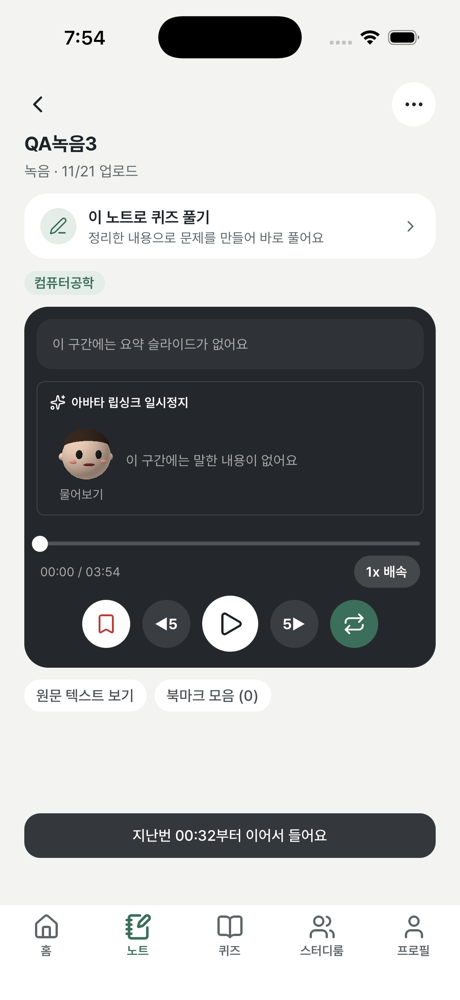 7:54
QA녹음3
녹음 · 11/21 업로드
이 노트로 퀴즈 풀기
정리한 내용으로 문제를 만들어 바로 풀어요
컴퓨터공학
이 구간에는 요약 슬라이드가 없어요
아바타 립싱크 일시정지
이 구간에는 말한 내용이 없어요
물어보기
00:00 / 03:54
1x 배속
◀5
5▶
원문 텍스트 보기
북마크 모음 (0)
지난번 00:32부터 이어서 들어요
홈
노트
퀴즈
스터디룸
프로필